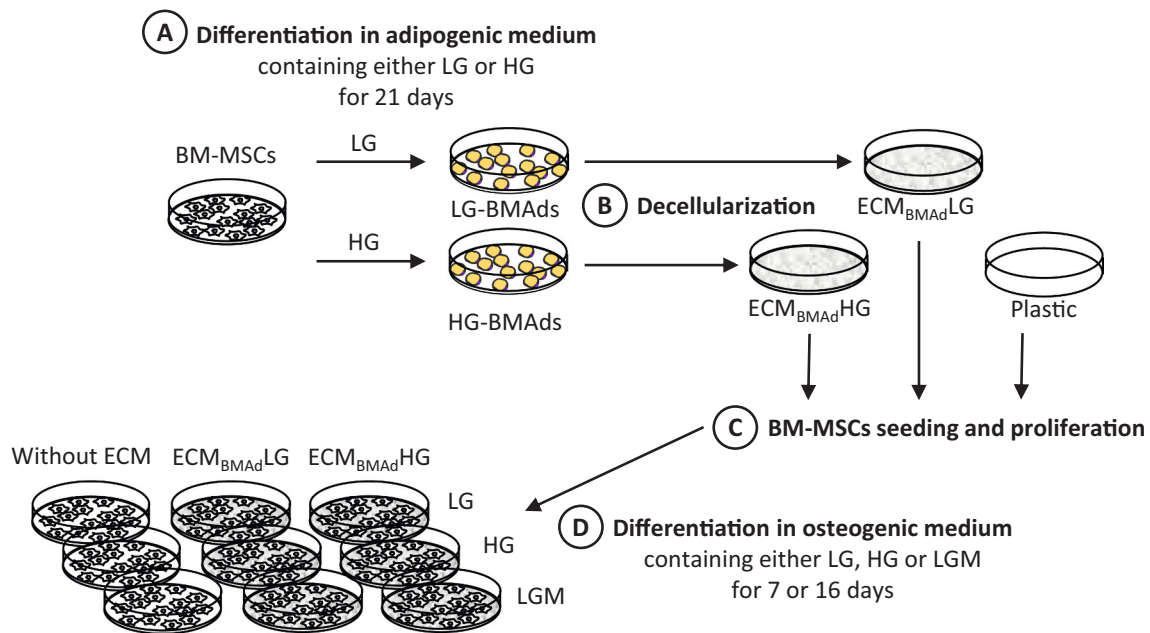 A Differentiation in adipogenic medium
containing either LG or HG
for 21 days
BM-MSCs
LG
LG-BMAds
HG
HG-BMAds
B Decellularization
ECMBMAdLG
ECMBMAdHG
Plastic
C BM-MSCs seeding and proliferation
Without ECM ECMBMAdLG ECMBMAdHG
LG
HG
LGM
D Differentiation in osteogenic medium
containing either LG, HG or LGM
for 7 or 16 days